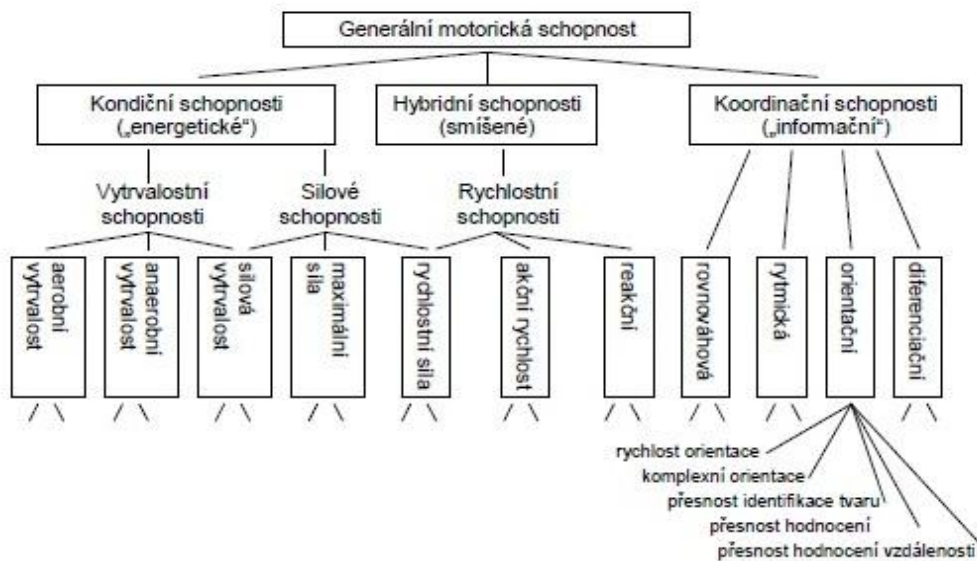 Generální motorická schopnost
Kondiční schopnosti
(„energetické“)
Hybridní schopnosti
(smíšené)
Koordinační schopnosti
(„informační“)
Vytrvalostní
schopnosti
Silové
schopnosti
Rychlostní
schopnosti
aerobní
vytrvalost
anaerobní
vytrvalost
silová
vytrvalost
maximální
síla
rychlostní síla
akční rychlost
reakční
rovnováhová
rytmická
orientační
diferenciační
rychlost orientace
komplexní orientace
přesnost identifikace tvaru
přesnost hodnocení
přesnost hodnocení vzdálenosti